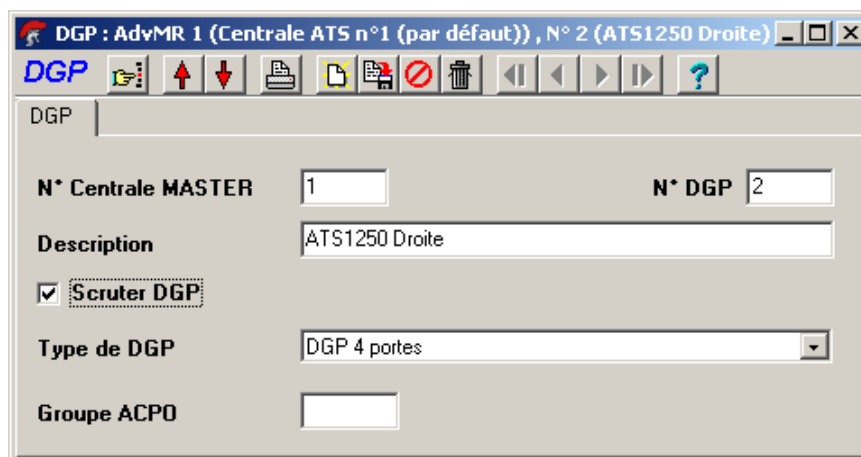 DGP : AdvMR 1 (Centrale ATS n°1 (par défaut)) , N° 2 (ATS1250 Droite)
DGP
DGP
N° Centrale MASTER 1 N° DGP 2
Description ATS1250 Droite
Scruter DGP
Type de DGP DGP 4 portes
Groupe ACPO